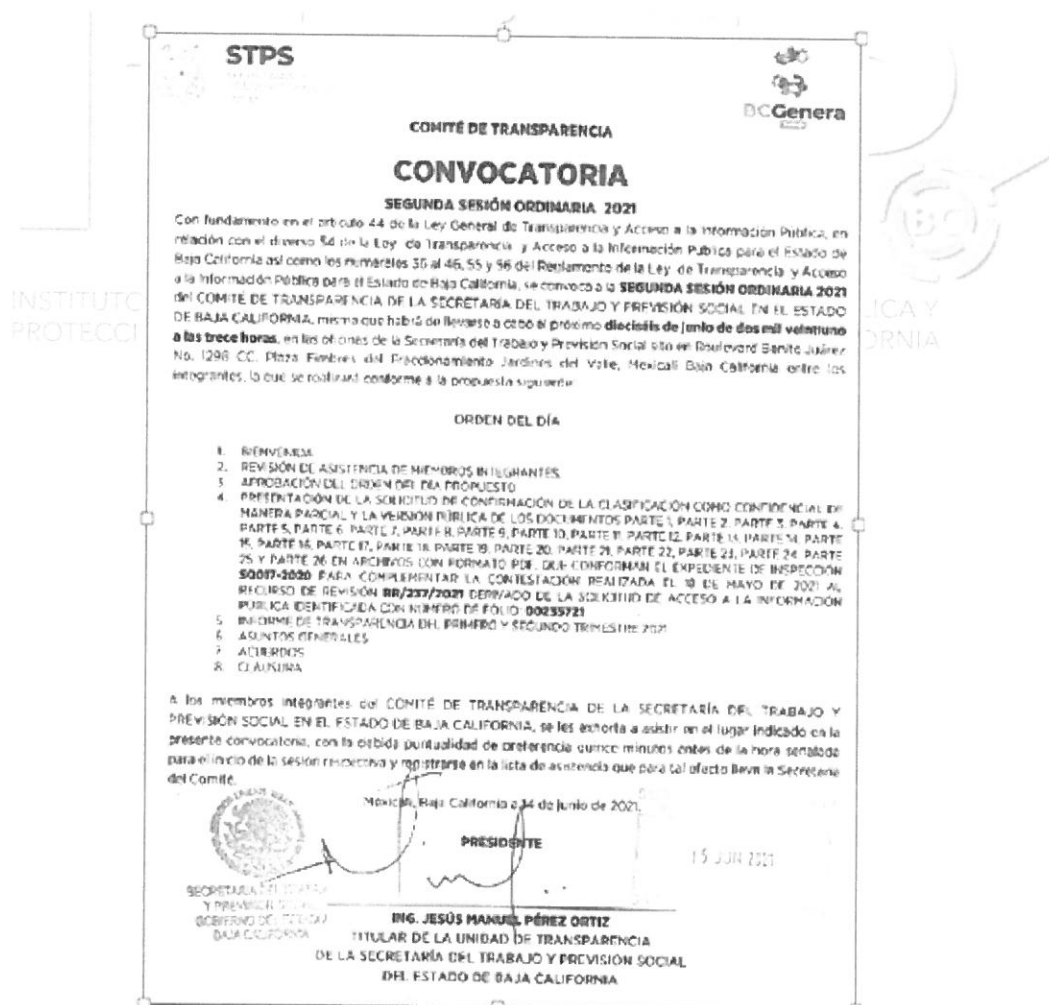 STPS
BCGenera
COMITÉ DE TRANSPARENCIA
CONVOCATORIA
SEGUNDA SESIÓN ORDINARIA 2021
Con fundamento en el artículo 44 de la Ley General de Transparencia y Acceso a la Información Pública, en
relación con el diverso 54 de la Ley de Transparencia y Acceso a la Información Publica para el Estado de
Baja California así como los numerales 35 al 46, 55 y 56 del Reglamento de la Ley de Transparencia y Acceso
a la Información Pública para el Estado de Baja California, se convoca a la SEGUNDA SESIÓN ORDINARIA 2021
del COMITÉ DE TRANSPARENCIA DE LA SECRETARÍA DEL TRABAJO Y PREVISIÓN SOCIAL EN EL ESTADO
DE BAJA CALIFORNIA, misma que habrá de llevarse a cabo el próximo dieciséis de junio de dos mil veintiuno
a las trece horas, en las oficinas de la Secretaría del Trabajo y Previsión Social sito en Boulevard Benito Juárez
No. 1298 CC. Plaza Fimbres del Fraccionamiento Jardines del Valle, Mexicali Baja California entre los
integrantes, la que se realizará conforme a la propuesta siguiente
INSTITUTO
PROTECCI
LICA Y
ORNIA
ORDEN DEL DÍA
1. BIENVENIDA
2. REVISIÓN DE ASISTENCIA DE MIEMBROS INTEGRANTES.
3. APROBACIÓN DEL ORDEN DEL DÍA PROPUESTO
4. PRESENTACIÓN DE LA SOLICITUD DE CONFIRMACIÓN DE LA CLASIFICACIÓN COMO CONFIDENCIAL DE
MANERA PARCIAL Y LA VERSIÓN PÚBLICA DE LOS DOCUMENTOS PARTE 1, PARTE 2, PARTE 3, PARTE 4,
PARTE 5, PARTE 6, PARTE 7, PARTE 8, PARTE 9, PARTE 10, PARTE 11, PARTE 12, PARTE 13, PARTE 14, PARTE
15, PARTE 16, PARTE 17, PARTE 18, PARTE 19, PARTE 20, PARTE 21, PARTE 22, PARTE 23, PARTE 24, PARTE
25 Y PARTE 26 EN ARCHIVOS CON FORMATO PDF, QUE CONFORMAN EL EXPEDIENTE DE INSPECCIÓN
SQ017-2020 PARA COMPLEMENTAR LA CONTESTACIÓN REALIZADA EL DE MAYO DE 2021 AL
RECURSO DE REVISIÓN RR/237/2021 DERIVADO DE LA SOLICITUD DE ACCESO A LA INFORMACIÓN
PÚBLICA IDENTIFICADA CON NÚMERO DE FOLIO: 00235721
5. INFORME DE TRANSPARENCIA DEL PRIMERO Y SEGUNDO TRIMESTRE 2021
6. ASUNTOS GENERALES
7. ACUERDOS
8. CLAUSURA
A los miembros integrantes del COMITÉ DE TRANSPARENCIA DE LA SECRETARÍA DEL TRABAJO Y
PREVISIÓN SOCIAL EN EL ESTADO DE BAJA CALIFORNIA, se les exhorta a asistir en el lugar indicado en la
presente convocatoria, con la debida puntualidad de preferencia quince minutos antes de la hora señalada
para el inicio de la sesión respectiva y registrarse en la lista de asistencia que para tal efecto lleva la Secretaria
del Comité.
Mexicali, Baja California a 14 de junio de 2021.
PRESIDENTE
15 JUN 2021
SECRETARIA DEL TRABAJO
Y PREVISIÓN SOCIAL
GOBIERNO DEL ESTADO
BAJA CALIFORNIA
ING. JESÚS MANUEL PÉREZ ORTIZ
TITULAR DE LA UNIDAD DE TRANSPARENCIA
DE LA SECRETARÍA DEL TRABAJO Y PREVISIÓN SOCIAL
DEL ESTADO DE BAJA CALIFORNIA